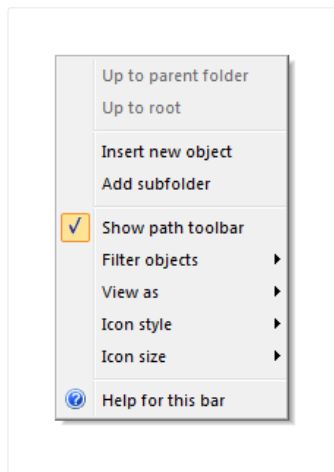 Up to parent folder
Up to root
Insert new object
Add subfolder
Show path toolbar
Filter objects
View as
Icon style
Icon size
Help for this bar